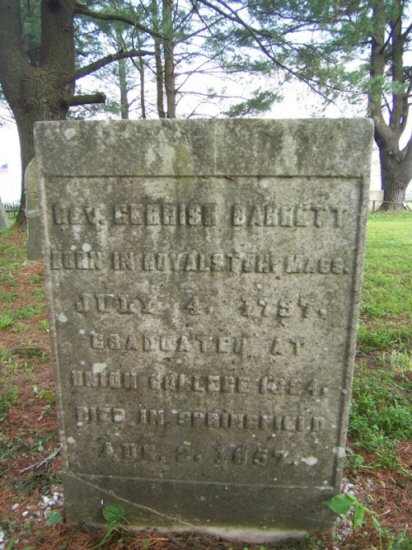 REV. GERRISH BARRETT
BORN IN ROYALSTON, MASS.
JULY 4. 1797.
GRADUATED AT
UNION COLLEGE 1824.
DIED IN SPRINGFIELD
2. 1857.